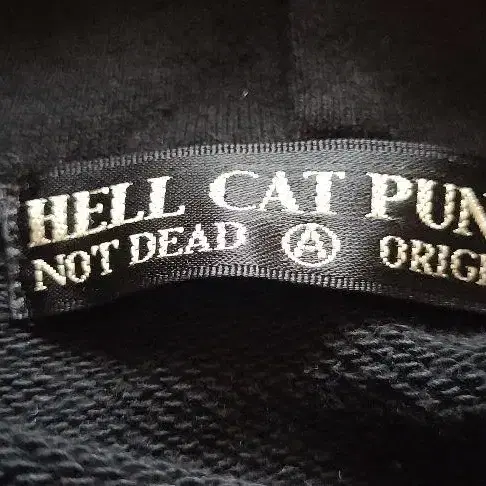 HELL CAT PUN
NOT DEAD Ⓐ ORIG